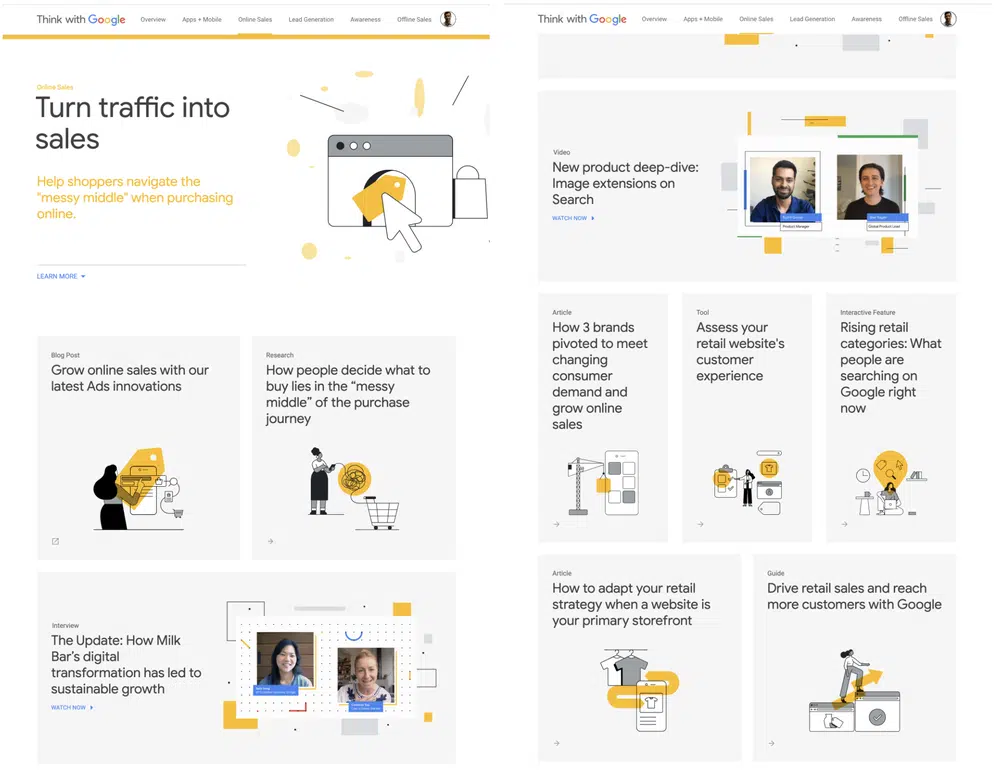 Think with Google
Overview
Apps + Mobile
Online Sales
Lead Generation
Awareness
Offline Sales
Online Sales
Turn traffic into
sales
Help shoppers navigate the
"messy middle" when purchasing
online.
LEARN MORE
Blog Post
Grow online sales with our
latest Ads innovations
Research
How people decide what to
buy lies in the “messy
middle” of the purchase
journey
Interview
The Update: How Milk
Bar’s digital
transformation has led to
sustainable growth
WATCH NOW
Think with Google
Overview
Apps + Mobile
Online Sales
Lead Generation
Awareness
Offline Sales
Video
New product deep-dive:
Image extensions on
Search
WATCH NOW
Product Manager
Global Product Lead
Article
How 3 brands
pivoted to meet
changing
consumer
demand and
grow online
sales
Tool
Assess your
retail website's
customer
experience
Interactive Feature
Rising retail
categories: What
people are
searching on
Google right
now
Article
How to adapt your retail
strategy when a website is
your primary storefront
Guide
Drive retail sales and reach
more customers with Google